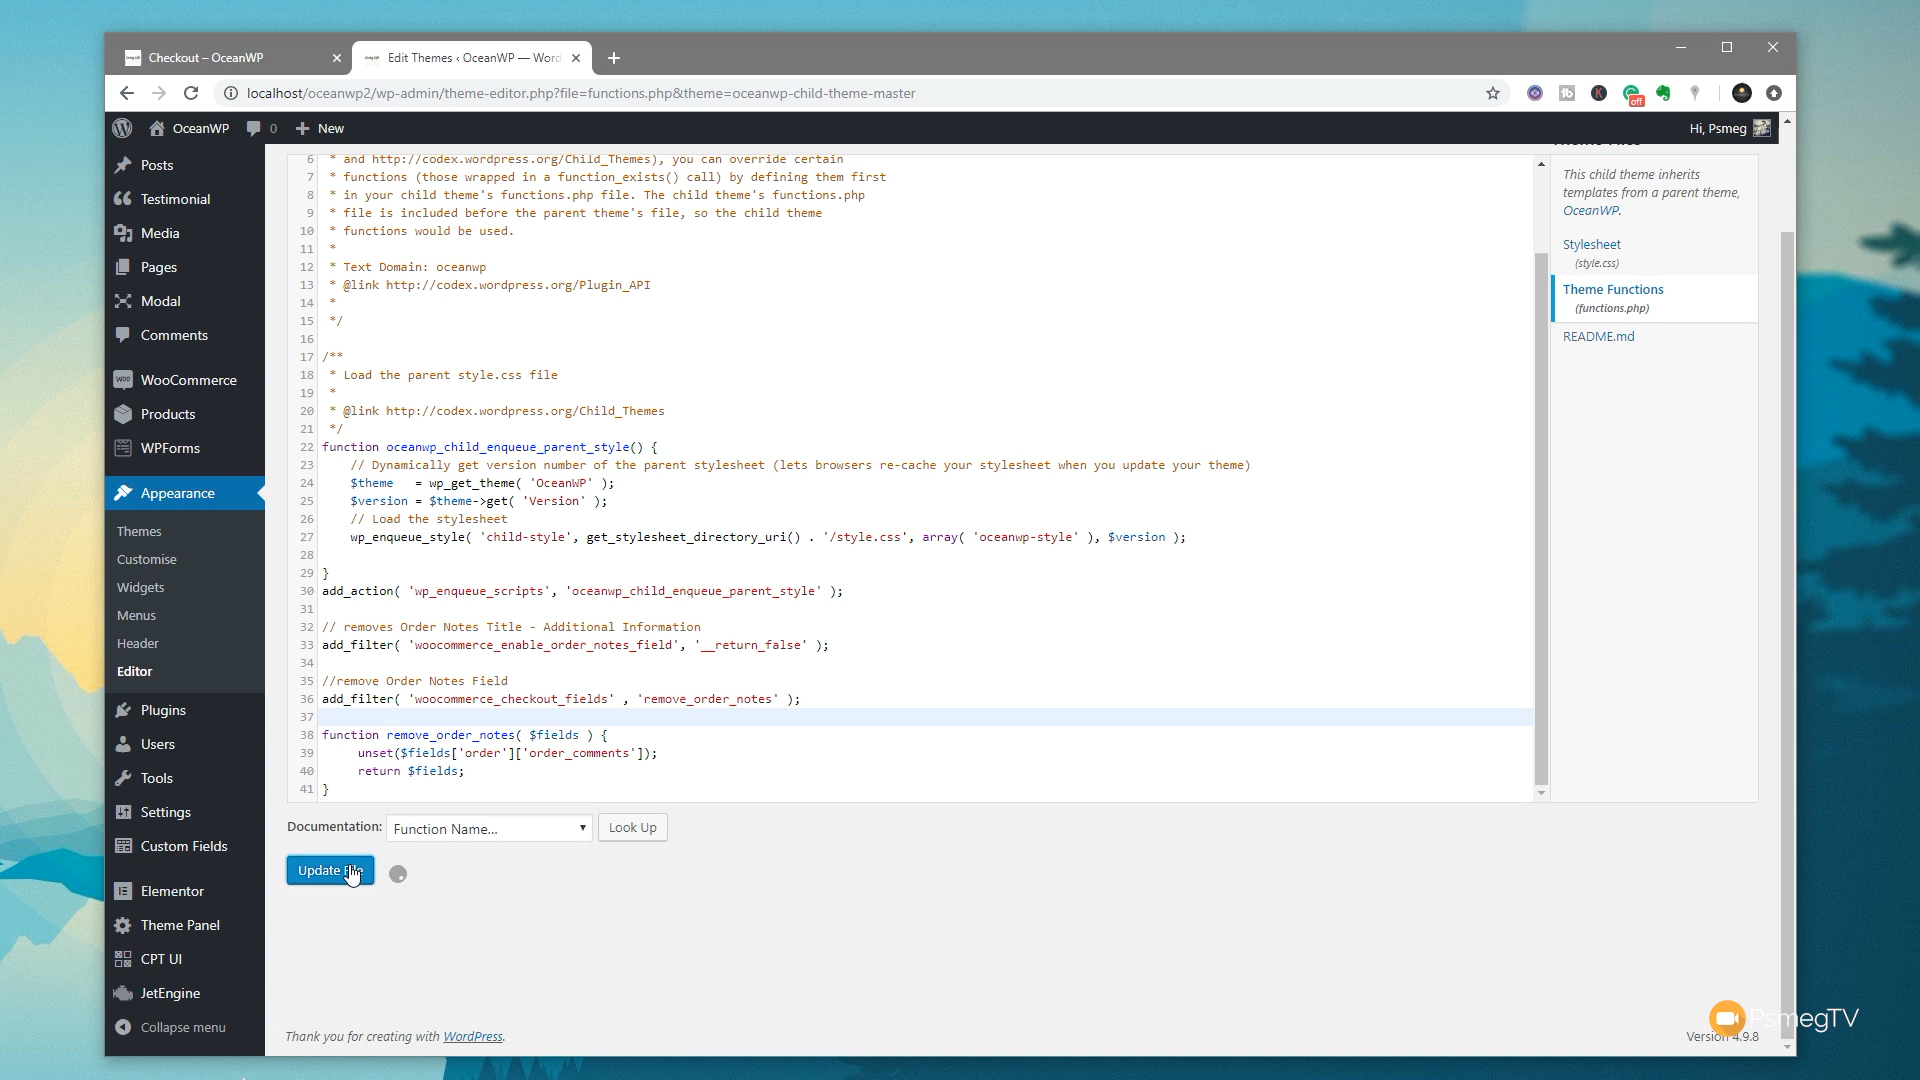 Checkout – OceanWP
Edit Themes ‹ OceanWP — Word
localhost/oceanwp2/wp-admin/theme-editor.php?file=functions.php&theme=oceanwp-child-theme-master
off
OceanWP
0
New
Hi, Psmeg
Posts
Testimonial
Media
Pages
Modal
Comments
WooCommerce
Products
WPForms
Appearance
Themes
Customise
Widgets
Menus
Header
Editor
Plugins
Users
Tools
Settings
Custom Fields
Elementor
Theme Panel
CPT UI
JetEngine
Collapse menu
6 * and http://codex.wordpress.org/Child_Themes), you can override certain
7 * functions (those wrapped in a function_exists() call) by defining them first
8 * in your child theme's functions.php file. The child theme's functions.php
9 * file is included before the parent theme's file, so the child theme
10 * functions would be used.
11 *
12 * Text Domain: oceanwp
13 * @link http://codex.wordpress.org/Plugin_API
14 *
15 */
16
17 /**
18 * Load the parent style.css file
19 *
20 * @link http://codex.wordpress.org/Child_Themes
21 */
22 function oceanwp_child_enqueue_parent_style() {
23 // Dynamically get version number of the parent stylesheet (lets browsers re-cache your stylesheet when you update your theme)
24 $theme = wp_get_theme( 'OceanWP' );
25 $version = $theme->get( 'Version' );
26 // Load the stylesheet
27 wp_enqueue_style( 'child-style', get_stylesheet_directory_uri() . '/style.css', array( 'oceanwp-style' ), $version );
28
29 }
30 add_action( 'wp_enqueue_scripts', 'oceanwp_child_enqueue_parent_style' );
31
32 // removes Order Notes Title - Additional Information
33 add_filter( 'woocommerce_enable_order_notes_field', '__return_false' );
34
35 //remove Order Notes Field
36 add_filter( 'woocommerce_checkout_fields' , 'remove_order_notes' );
37
38 function remove_order_notes( $fields ) {
39 unset($fields['order']['order_comments']);
40 return $fields;
41 }
This child theme inherits
templates from a parent theme,
OceanWP.
Stylesheet
(style.css)
Theme Functions
(functions.php)
README.md
Documentation:
Function Name...
Look Up
Update
Thank you for creating with WordPress.
Version 4.9.8
PsmegTV